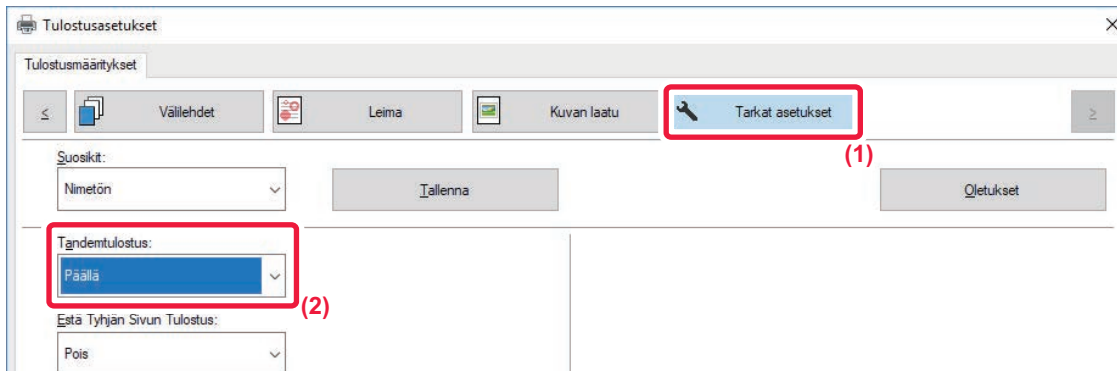 Tulostusasetukset
Tulostusmääritykset
< Välilehdet Leima Kuvan laatu Tarkat asetukset >
(1)
Suosikit:
Nimetön Tallenna Oletukset
Tandemtulostus:
Päällä
(2)
Estä Tyhjän Sivun Tulostus:
Pois